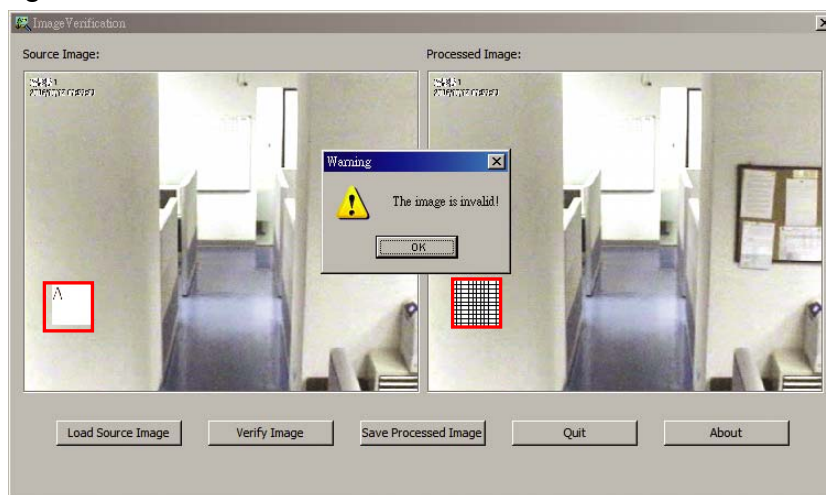 ImageVerification
Source Image:
Processed Image:
Warning
The image is invalid!
OK
Load Source Image
Verify Image
Save Processed Image
Quit
About